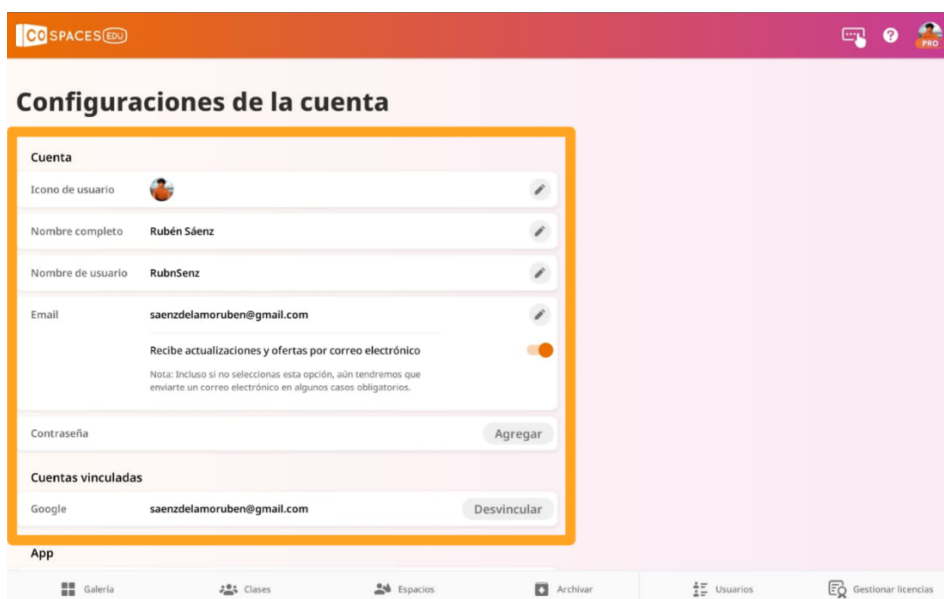 CO SPACES EDU
PRO
Configuraciones de la cuenta
Cuenta
Icono de usuario
Nombre completo Rubén Sáenz
Nombre de usuario RubnSenz
Email saenzdelamoruben@gmail.com
Recibe actualizaciones y ofertas por correo electrónico
Nota: Incluso si no seleccionas esta opción, aún tendremos que
enviarte un correo electrónico en algunos casos obligatorios.
Contraseña Agregar
Cuentas vinculadas
Google saenzdelamoruben@gmail.com Desvincular
App
Galería Clases Espacios Archivar Usuarios Gestionar licencias